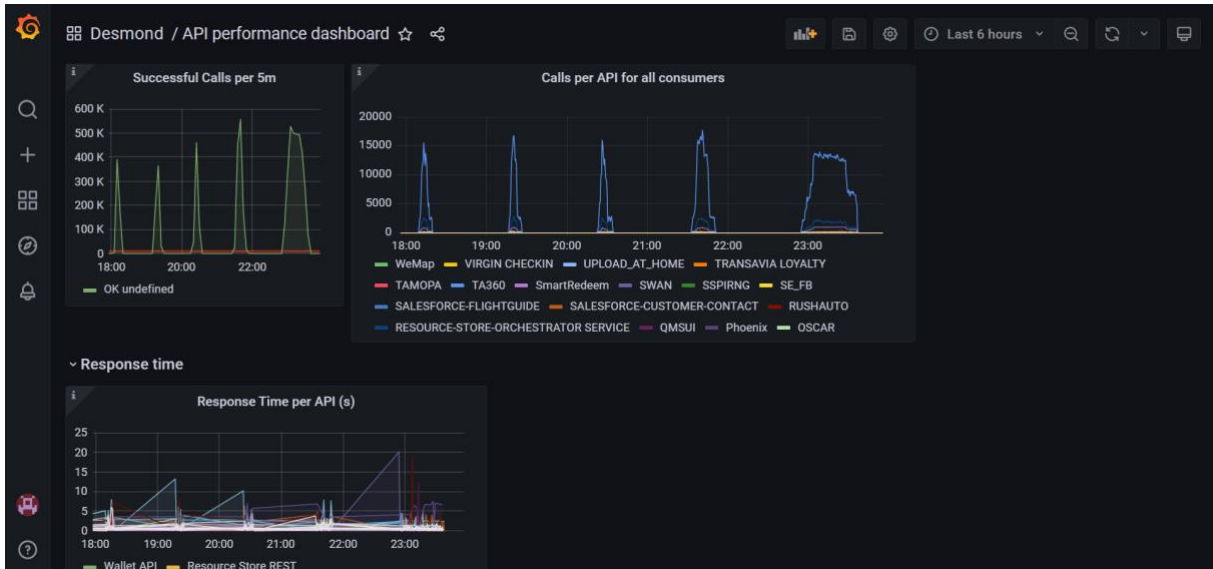 Desmond / API performance dashboard
Last 6 hours
Successful Calls per 5m
600 K
500 K
400 K
300 K
200 K
100 K
0
18:00 20:00 22:00
OK undefined
Calls per API for all consumers
20000
15000
10000
5000
0
18:00 19:00 20:00 21:00 22:00 23:00
WeMap VIRGIN CHECKIN UPLOAD_AT_HOME TRANSAVIA LOYALTY
TAMOPA TA360 SmartRedeem SWAN SSPIRNG SE_FB
SALESFORCE-FLIGHTGUIDE SALESFORCE-CUSTOMER-CONTACT RUSHAUTO
RESOURCE-STORE-ORCHESTRATOR SERVICE QMSUI Phoenix OSCAR
Response time
Response Time per API (s)
25
20
15
10
5
0
18:00 19:00 20:00 21:00 22:00 23:00
Wallet API Resource Store REST